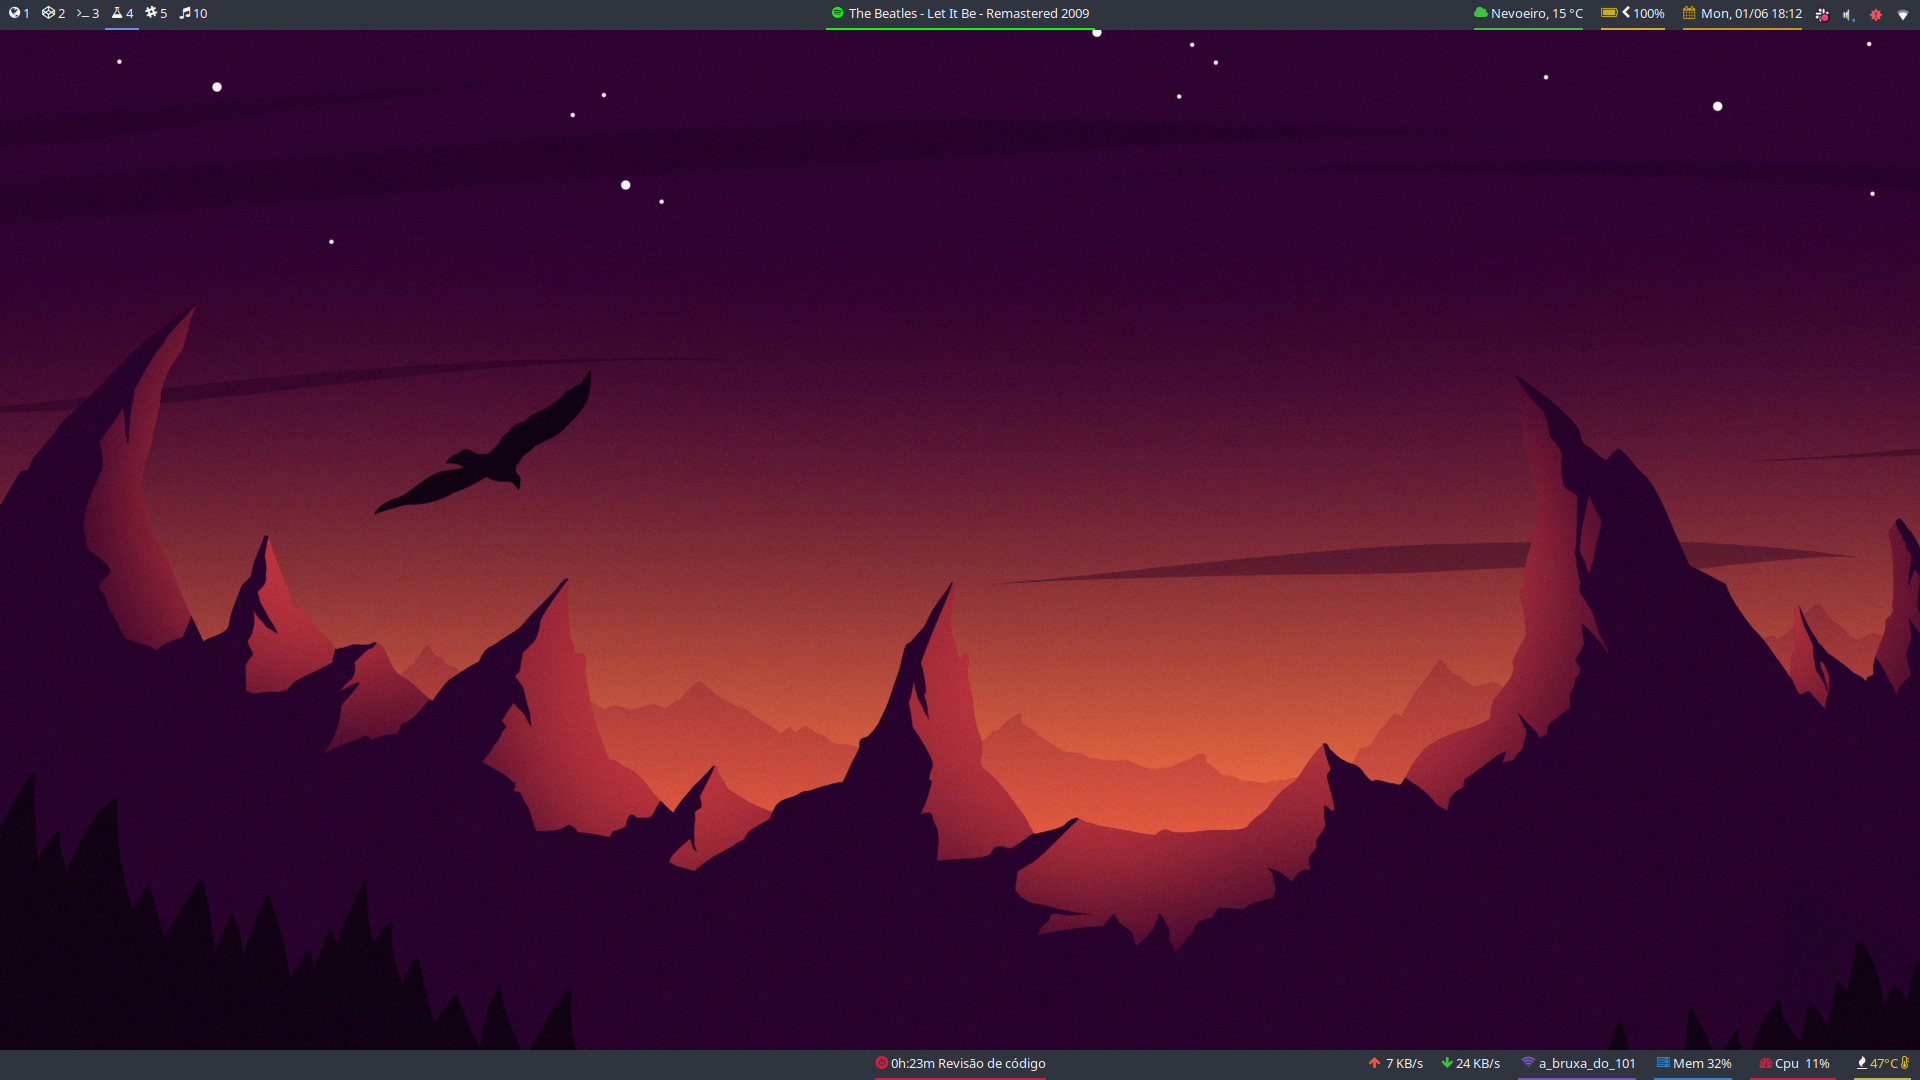 1 2 3 4 5 10
The Beatles - Let It Be - Remastered 2009
Nevoeiro, 15 °C
100%
Mon, 01/06 18:12
0h:23m Revisão de código
7 KB/s
24 KB/s
a_bruxa_do_101
Mem 32%
Cpu 11%
47°C